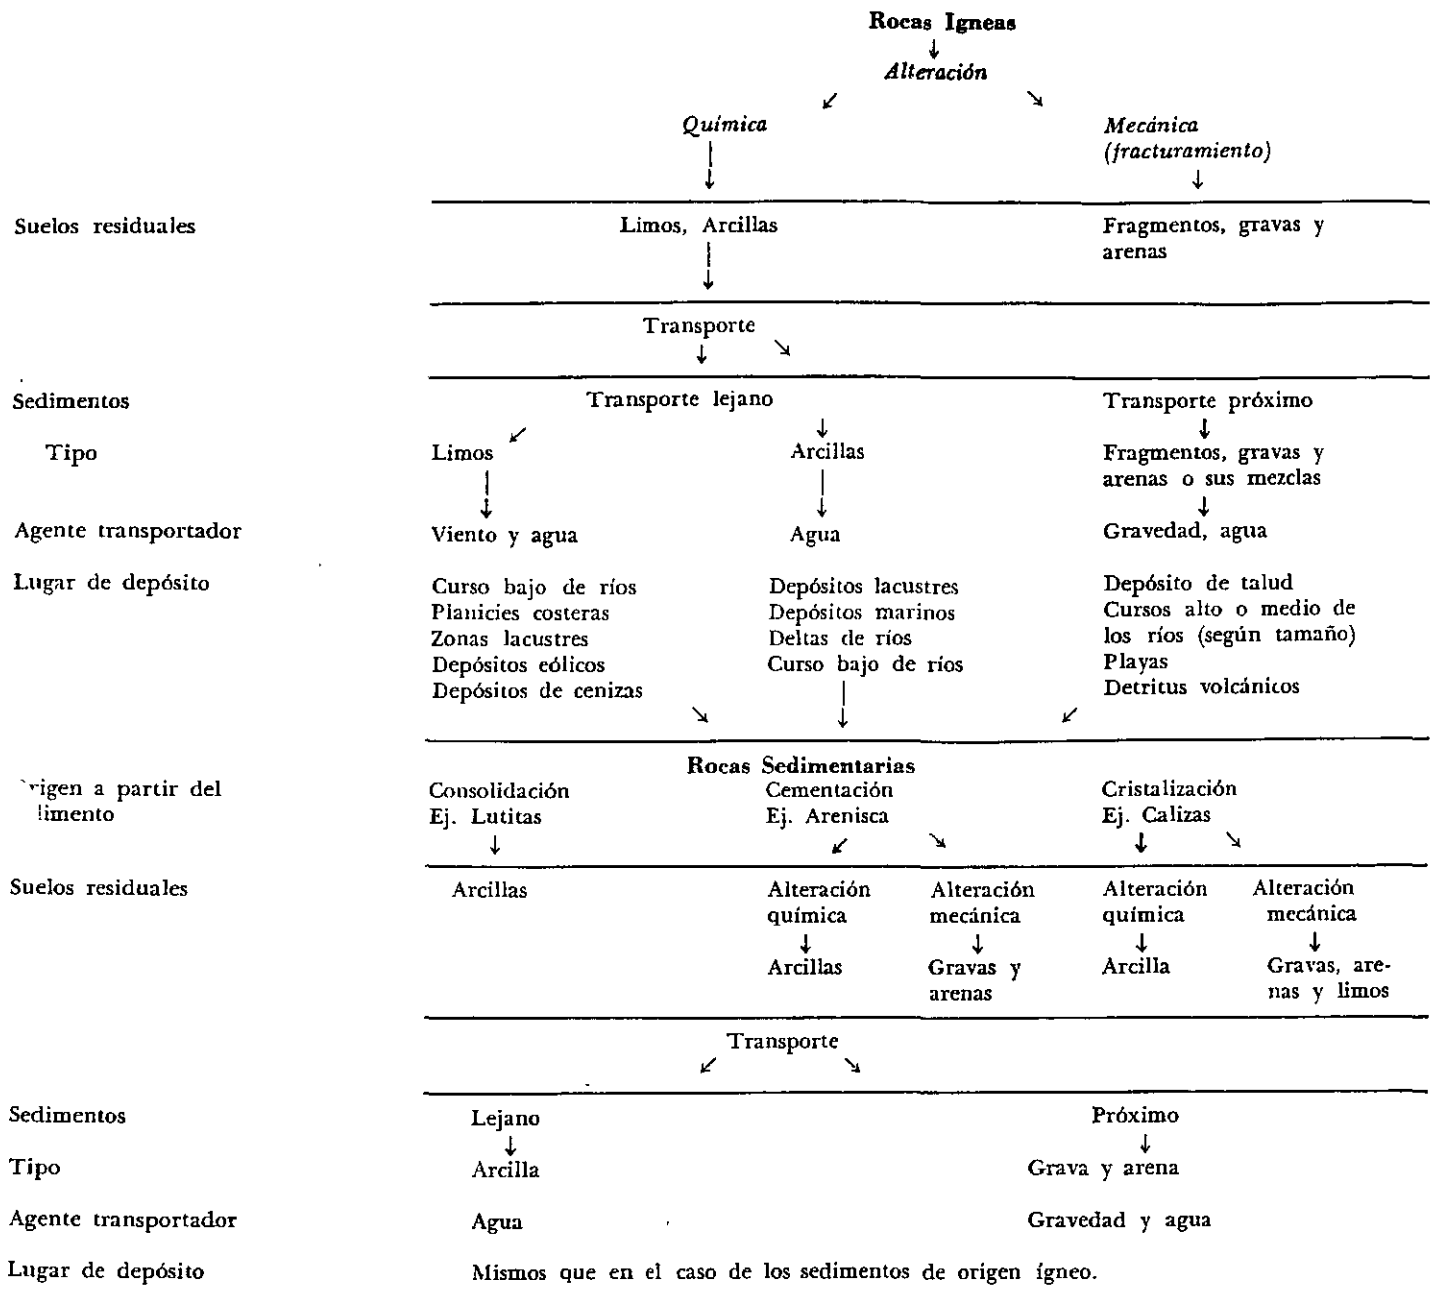 Rocas Igneas
Alteración
Química
Mecánica
(fracturamiento)
Suelos residuales
Limos, Arcillas
Fragmentos, gravas y
arenas
Transporte
Sedimentos
Transporte lejano
Transporte próximo
Tipo
Limos
Arcillas
Fragmentos, gravas y
arenas o sus mezclas
Agente transportador
Viento y agua
Agua
Gravedad, agua
Lugar de depósito
Curso bajo de ríos
Planicies costeras
Zonas lacustres
Depósitos eólicos
Depósitos de cenizas
Depósitos lacustres
Depósitos marinos
Deltas de ríos
Curso bajo de ríos
Depósito de talud
Cursos alto o medio de
los ríos (según tamaño)
Playas
Detritus volcánicos
Rocas Sedimentarias
rigen a partir del
limento
Consolidación
Ej. Lutitas
Cementación
Ej. Arenisca
Cristalización
Ej. Calizas
Suelos residuales
Arcillas
Alteración
química
Arcillas
Alteración
mecánica
Gravas y
arenas
Alteración
química
Arcilla
Alteración
mecánica
Gravas, are-
nas y limos
Transporte
Sedimentos
Lejano
Próximo
Tipo
Arcilla
Grava y arena
Agente transportador
Agua
Gravedad y agua
Lugar de depósito
Mismos que en el caso de los sedimentos de origen ígneo.